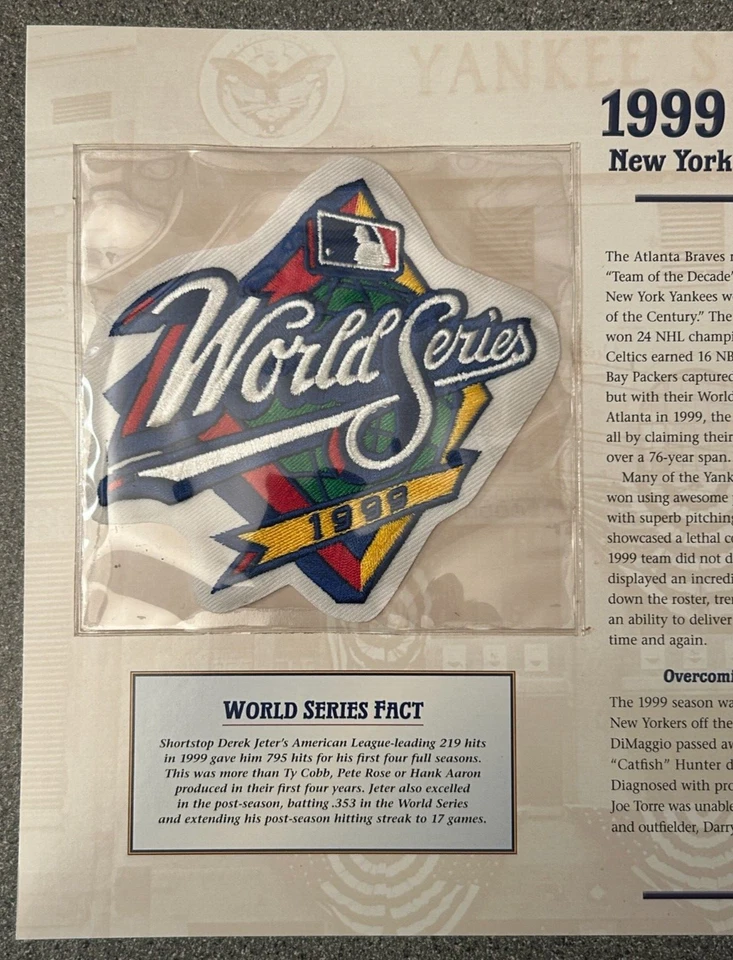 YANKEE S
1999
New York
World Series
1999
The Atlanta Braves
"Team of the Decade"
New York Yankees w
of the Century." The
won 24 NHL champi
Celtics earned 16 NB
Bay Packers captured
but with their World
Atlanta in 1999, the
all by claiming their
over a 76-year span.
Many of the Yank
won using awesome
with superb pitching
showcased a lethal c
1999 team did not d
displayed an incredi
down the roster, tre
an ability to deliver
time and again.
Overcomi
The 1999 season wa
New Yorkers off the
DiMaggio passed aw
"Catfish" Hunter d
Diagnosed with pro
Joe Torre was unable
and outfielder, Darry
WORLD SERIES FACT
Shortstop Derek Jeter's American League-leading 219 hits
in 1999 gave him 795 hits for his first four full seasons.
This was more than Ty Cobb, Pete Rose or Hank Aaron
produced in their first four years. Jeter also excelled
in the post-season, batting .353 in the World Series
and extending his post-season hitting streak to 17 games.